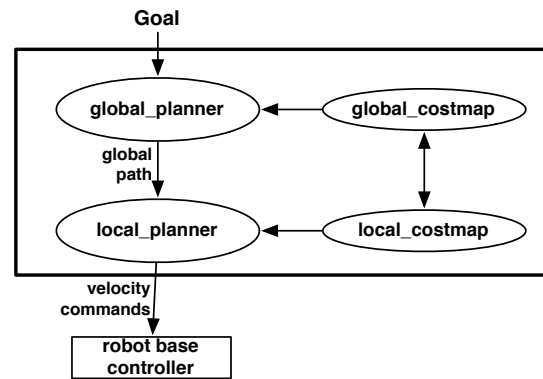 Goal
global_planner
global_costmap
global
path
local_planner
local_costmap
velocity
commands
robot base
controller